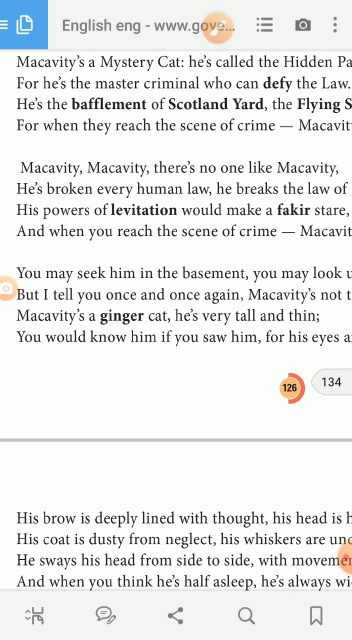 English eng - www.gove...
Macavity's a Mystery Cat: he's called the Hidden
For he's the master criminal who can defy the Law.
He's the bafflement of Scotland Yard, the Flying
For when they reach the scene of crime —
Macavity, Macavity, there's no one like Macavity,
He's broken every human law, he breaks the law of
His powers of levitation would make a fakir stare,
And when you reach the scene of crime —
You may seek him in the basement, you may look
But I tell you once and once again, Macavity's not
Macavity's a ginger cat, he's very tall and thin;
You would know him if you saw him, for his eyes
126
134
His brow is deeply lined with thought, his head is
His coat is dusty from neglect, his whiskers are
He sways his head from side to side, with
And when you think he's half asleep, he's always